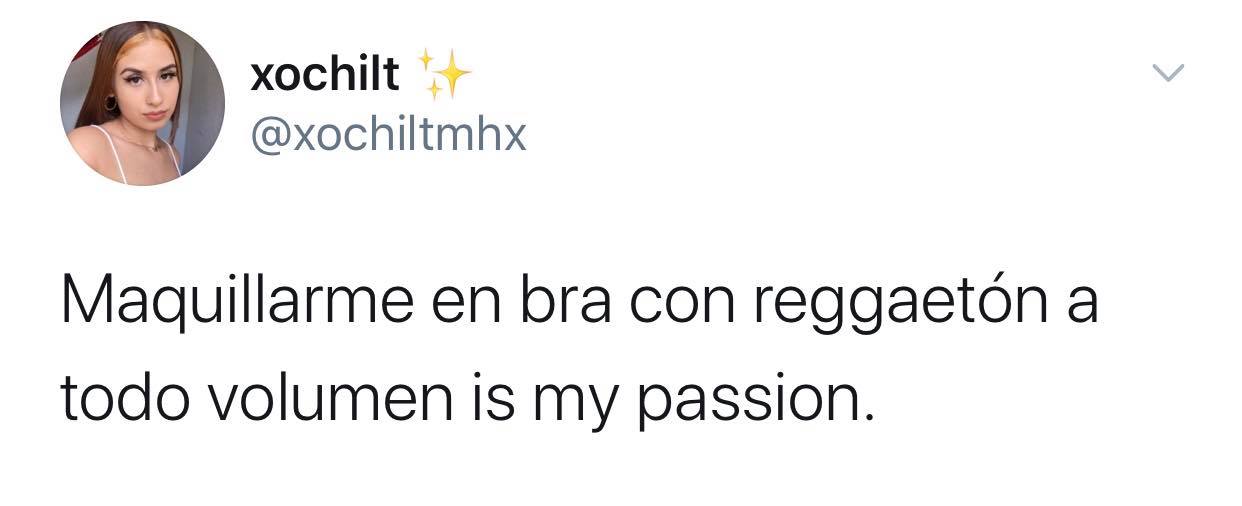 xochilt ✨
@xochiltmhx
Maquillarme en bra con reggaetón a
todo volumen is my passion.